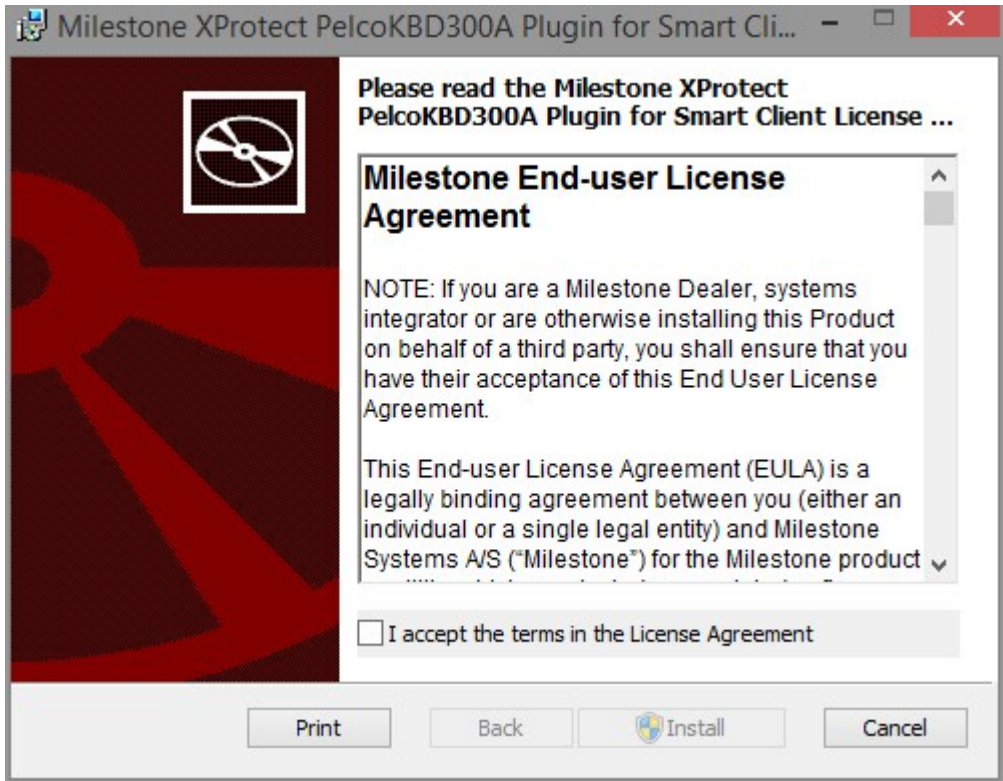 Milestone XProtect PelcoKBD300A Plugin for Smart Cli...
Please read the Milestone XProtect
PelcoKBD300A Plugin for Smart Client License ...
Milestone End-user License
Agreement
NOTE: If you are a Milestone Dealer, systems
integrator or are otherwise installing this Product
on behalf of a third party, you shall ensure that you
have their acceptance of this End User License
Agreement.
This End-user License Agreement (EULA) is a
legally binding agreement between you (either an
individual or a single legal entity) and Milestone
Systems A/S (“Milestone”) for the Milestone product
I accept the terms in the License Agreement
Print Back Install Cancel